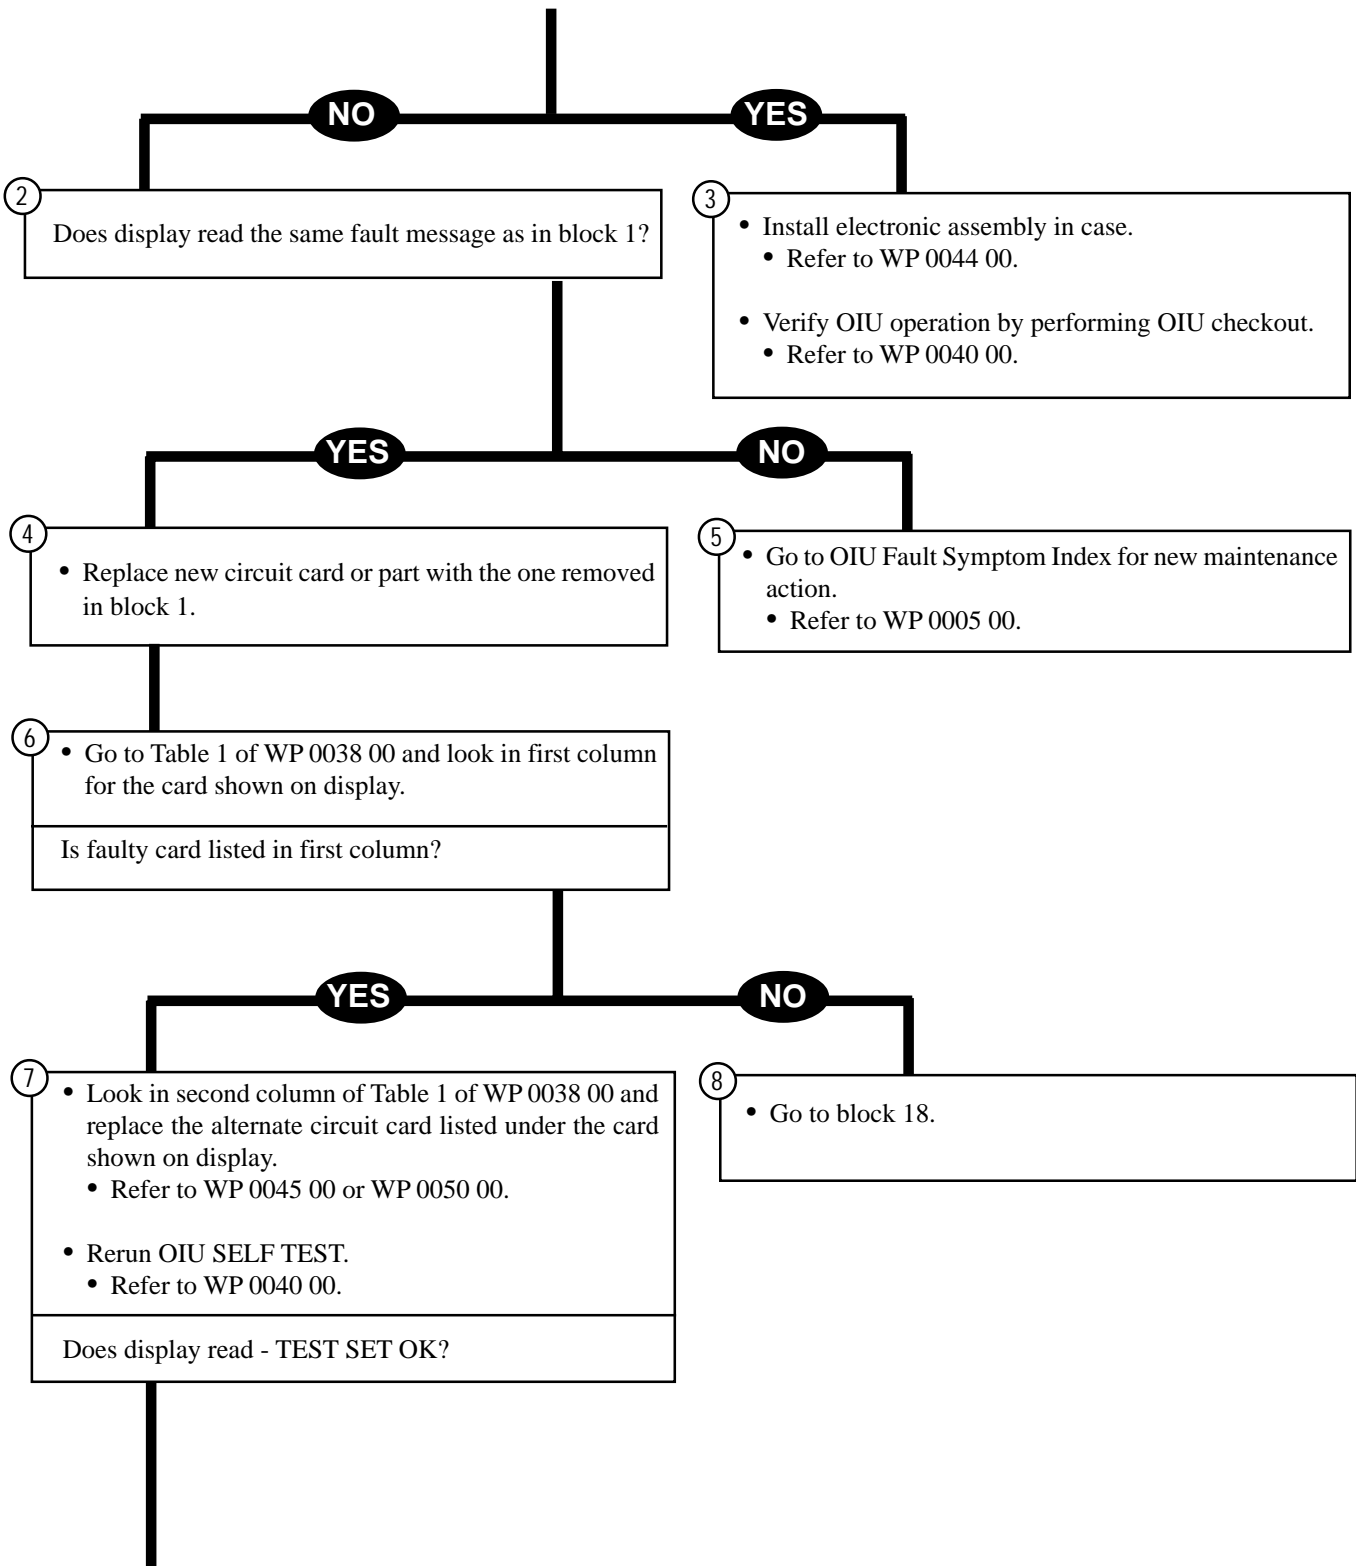 NO
YES
2
Does display read the same fault message as in block 1?
3
• Install electronic assembly in case.
• Refer to WP 0044 00.
• Verify OIU operation by performing OIU checkout.
• Refer to WP 0040 00.
YES
NO
4
• Replace new circuit card or part with the one removed
in block 1.
5
• Go to OIU Fault Symptom Index for new maintenance
action.
• Refer to WP 0005 00.
6
• Go to Table 1 of WP 0038 00 and look in first column
for the card shown on display.
Is faulty card listed in first column?
YES
NO
7
• Look in second column of Table 1 of WP 0038 00 and
replace the alternate circuit card listed under the card
shown on display.
• Refer to WP 0045 00 or WP 0050 00.
• Rerun OIU SELF TEST.
• Refer to WP 0040 00.
Does display read - TEST SET OK?
8
• Go to block 18.